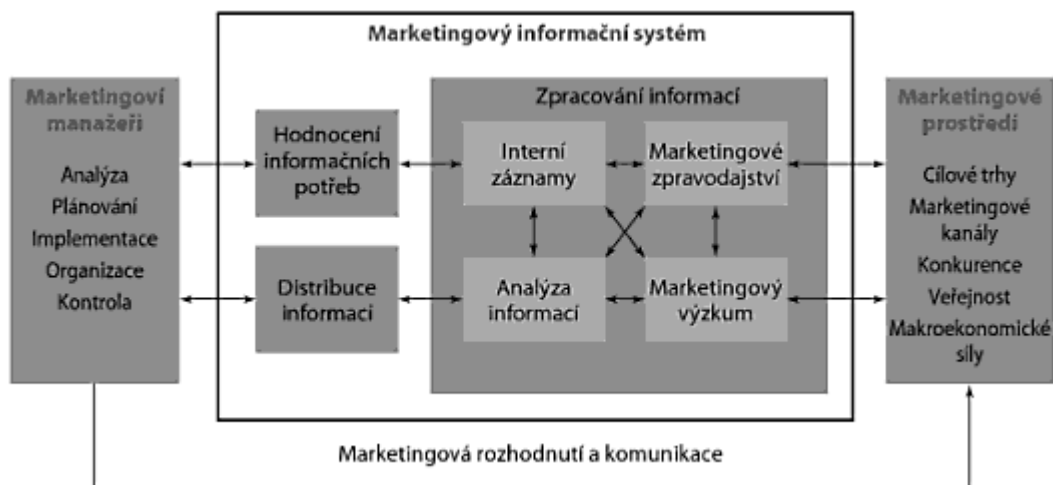 Marketingový informační systém
Marketingoví
manažeři
Analýza
Plánování
Implementace
Organizace
Kontrola
Hodnocení
informačních
potřeb
Distribuce
informací
Zpracování informací
Interní
záznamy
Marketingové
zpravodajství
Analýza
informací
Marketingový
výzkum
Marketingové
prostředí
Cílové trhy
Marketingové
kanály
Konkurence
Veřejnost
Makroekonomické
síly
Marketingová rozhodnutí a komunikace